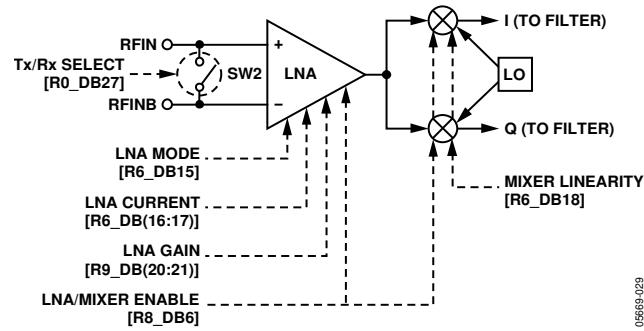 RFIN
Tx/Rx SELECT
[R0_DB27]
SW2
+
LNA
−
RFINB
I (TO FILTER)
LO
Q (TO FILTER)
LNA MODE
[R6_DB15]
MIXER LINEARITY
[R6_DB18]
LNA CURRENT
[R6_DB(16:17)]
LNA GAIN
[R9_DB(20:21)]
LNA/MIXER ENABLE
[R8_DB6]
05669-029